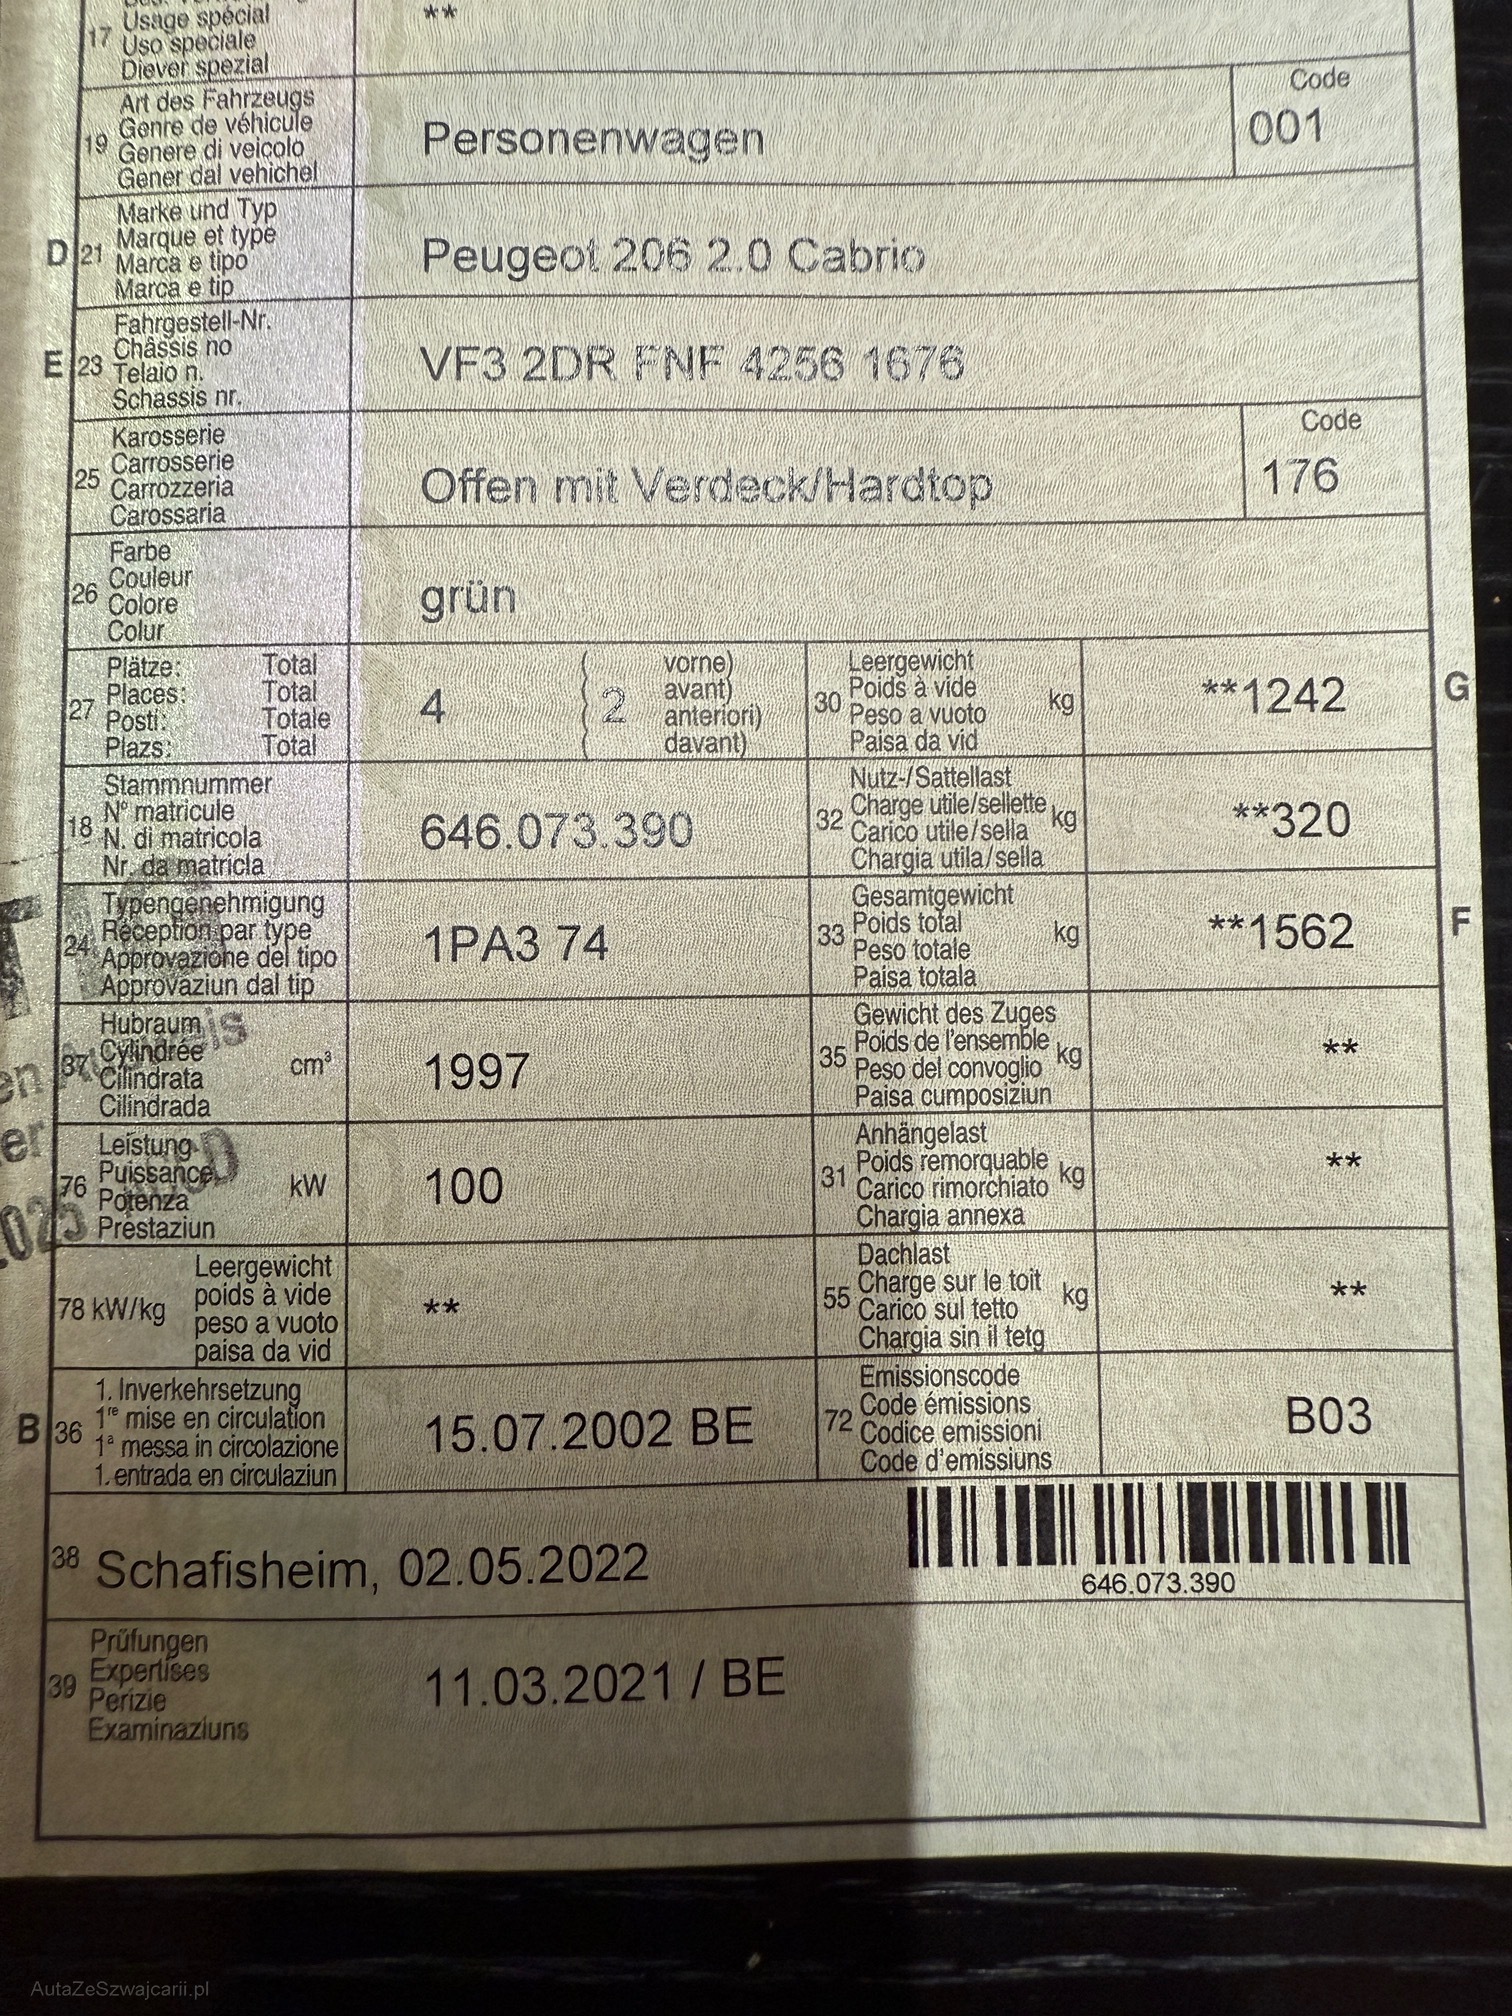 17 Usage spécial **
Uso speciale
Diever spezial
19 Art des Fahrzeugs
Genre de véhicule
Genere di veicolo
Gener dal vehichel
Personenwagen
Code
001
D 21 Marke und Typ
Marque et type
Marca e tipo
Marca e tip
Peugeot 206 2.0 Cabrio
E 23 Fahrgestell-Nr.
Châssis no
Telaio n.
Schassis nr.
VF3 2DR FNF 4256 1676
25 Karosserie
Carrosserie
Carrozzeria
Carossaria
Offen mit Verdeck/Hardtop
Code
176
26 Farbe
Couleur
Colore
Colur
grün
27 Plätze: Total
Places: Total
Posti: Totale
Plazs: Total
4
( 2 vorne)
avant)
anteriori)
davant)
30 Leergewicht
Poids à vide kg
Peso a vuoto
Paisa da vid
**1242
G
18 Stammnummer
N° matricule
N. di matricola
Nr. da matricla
646.073.390
32 Nutz-/Sattellast
Charge utile/sellette kg
Carico utile/sella
Chargia utila/sella
**320
24 Typengenehmigung
Réception par type
Approvazione del tipo
Approvaziun dal tip
1PA3 74
33 Gesamtgewicht
Poids total kg
Peso totale
Paisa totala
**1562
F
37 Hubraum
Cylindrée cm³
Cilindrata
Cilindrada
1997
35 Gewicht des Zuges
Poids de l'ensemble kg
Peso del convoglio
Paisa cumposiziun
**
76 Leistung
Puissance kW
Potenza
Prestaziun
100
31 Anhängelast
Poids remorquable kg
Carico rimorchiato
Chargia annexa
**
78 kW/kg Leergewicht
poids à vide
peso a vuoto
paisa da vid
**
55 Dachlast
Charge sur le toit kg
Carico sul tetto
Chargia sin il tetg
**
B 36 1. Inverkehrsetzung
1re mise en circulation
1a messa in circolazione
1. entrada en circulaziun
15.07.2002 BE
72 Emissionscode
Code émissions
Codice emissioni
Code d'emissiuns
B03
38 Schafisheim, 02.05.2022
646.073.390
39 Prüfungen
Expertises
Perizie
Examinaziuns
11.03.2021 / BE
AutaZeSzwajcarii.pl